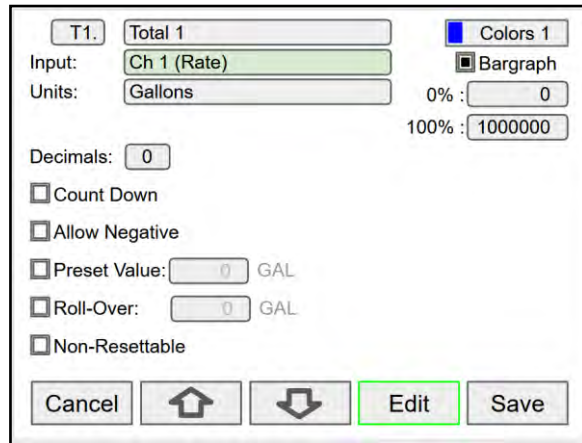 T1. Total 1 Colors 1
Input: Ch 1 (Rate) Bargraph
Units: Gallons 0% : 0
100% : 1000000
Decimals: 0
Count Down
Allow Negative
Preset Value: 0 GAL
Roll-Over: 0 GAL
Non-Resettable
Cancel Edit Save